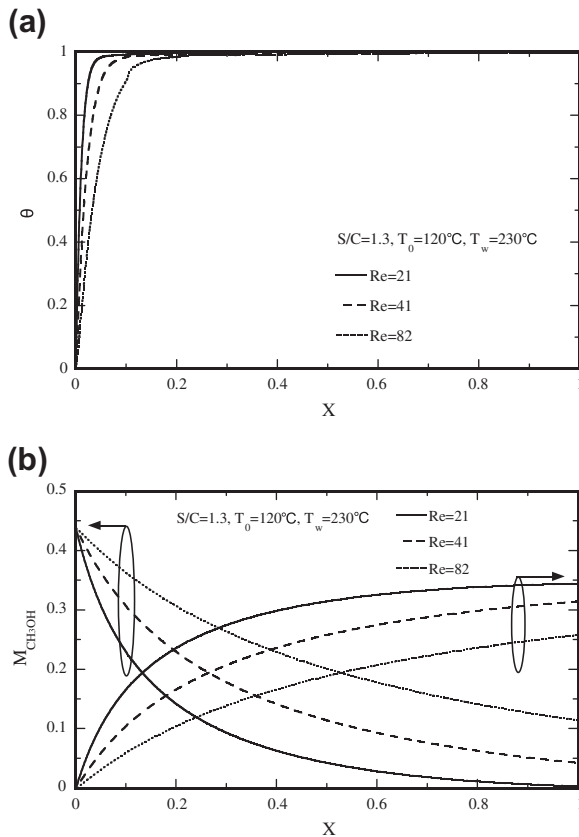 (a)
1
0.8
0.6
0.4
0.2
0
θ
S/C=1.3, T0=120℃, Tw=230℃
Re=21
Re=41
Re=82
0 0.2 0.4 0.6 0.8 1
X
(b)
0.5
0.4
0.3
0.2
0.1
0
MCH3OH
S/C=1.3, T0=120℃, Tw=230℃
Re=21
Re=41
Re=82
0 0.2 0.4 0.6 0.8 1
X